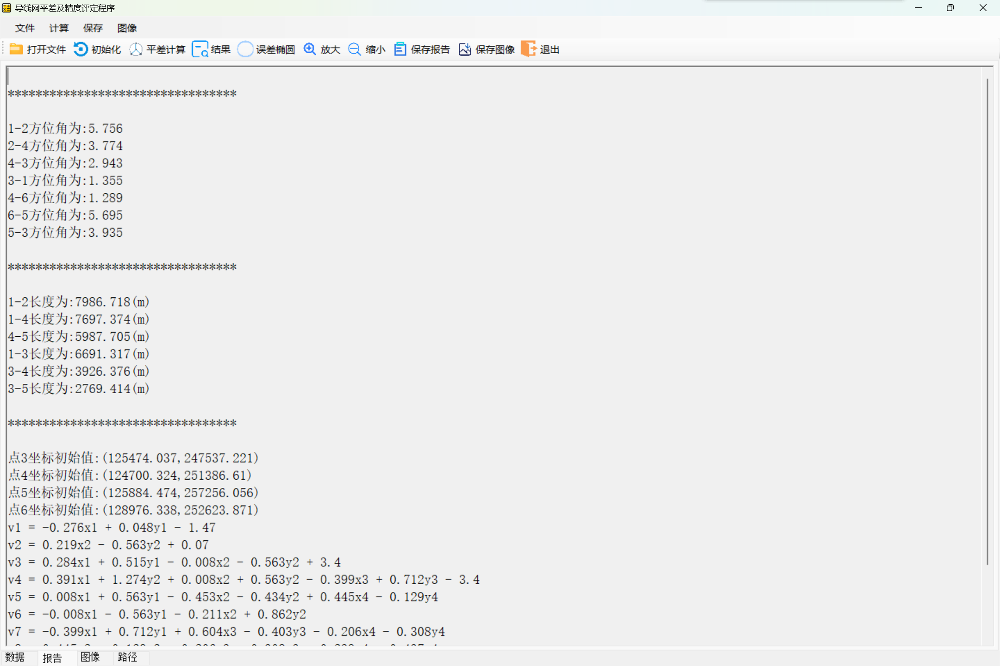 导线网平差及精度评定程序
文件 计算 保存 图像
打开文件 初始化 平差计算 结果 误差椭圆 放大 缩小 保存报告 保存图像 退出
*********************************
1-2方位角为:5.756
2-4方位角为:3.774
4-3方位角为:2.943
3-1方位角为:1.355
4-6方位角为:1.289
6-5方位角为:5.695
5-3方位角为:3.935
*********************************
1-2长度为:7986.718(m)
1-4长度为:7697.374(m)
4-5长度为:5987.705(m)
1-3长度为:6691.317(m)
3-4长度为:3926.376(m)
3-5长度为:2769.414(m)
*********************************
点3坐标初始值:(125474.037,247537.221)
点4坐标初始值:(124700.324,251386.61)
点5坐标初始值:(125884.474,257256.056)
点6坐标初始值:(128976.338,252623.871)
v1 = -0.276x1 + 0.048y1 - 1.47
v2 = 0.219x2 - 0.563y2 + 0.07
v3 = 0.284x1 + 0.515y1 - 0.008x2 - 0.563y2 + 3.4
v4 = 0.391x1 + 1.274y2 + 0.008x2 + 0.563y2 - 0.399x3 + 0.712y3 - 3.4
v5 = 0.008x1 + 0.563y1 - 0.453x2 - 0.434y2 + 0.445x4 - 0.129y4
v6 = -0.008x1 - 0.563y1 - 0.211x2 + 0.862y2
v7 = -0.399x1 + 0.712y1 + 0.604x3 - 0.403y3 - 0.206x4 - 0.308y4
数据 报告 图像 路径